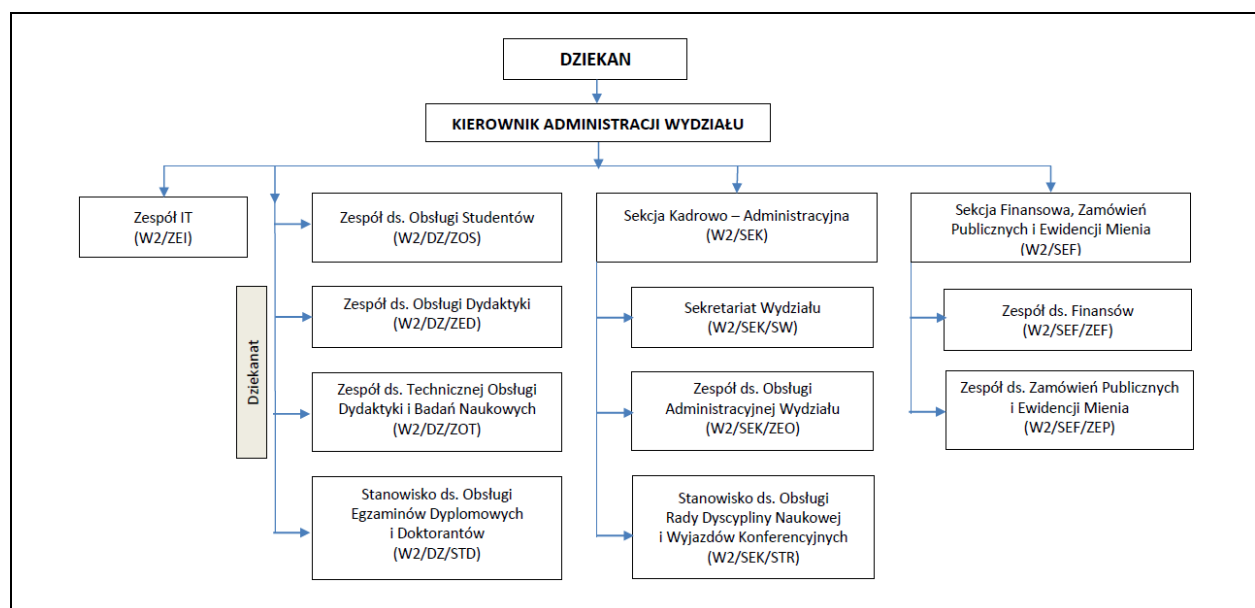 DZIEKAN
KIEROWNIK ADMINISTRACJI WYDZIAŁU
Zespół IT
(W2/ZEI)
Dziekanat
Zespół ds. Obsługi Studentów
(W2/DZ/ZOS)
Zespół ds. Obsługi Dydaktyki
(W2/DZ/ZED)
Zespół ds. Technicznej Obsługi
Dydaktyki i Badań Naukowych
(W2/DZ/ZOT)
Stanowisko ds. Obsługi
Egzaminów Dyplomowych
i Doktorantów
(W2/DZ/STD)
Sekcja Kadrowo – Administracyjna
(W2/SEK)
Sekretariat Wydziału
(W2/SEK/SW)
Zespół ds. Obsługi
Administracyjnej Wydziału
(W2/SEK/ZEO)
Stanowisko ds. Obsługi
Rady Dyscypliny Naukowej
i Wyjazdów Konferencyjnych
(W2/SEK/STR)
Sekcja Finansowa, Zamówień
Publicznych i Ewidencji Mienia
(W2/SEF)
Zespół ds. Finansów
(W2/SEF/ZEF)
Zespół ds. Zamówień Publicznych
i Ewidencji Mienia
(W2/SEF/ZEP)